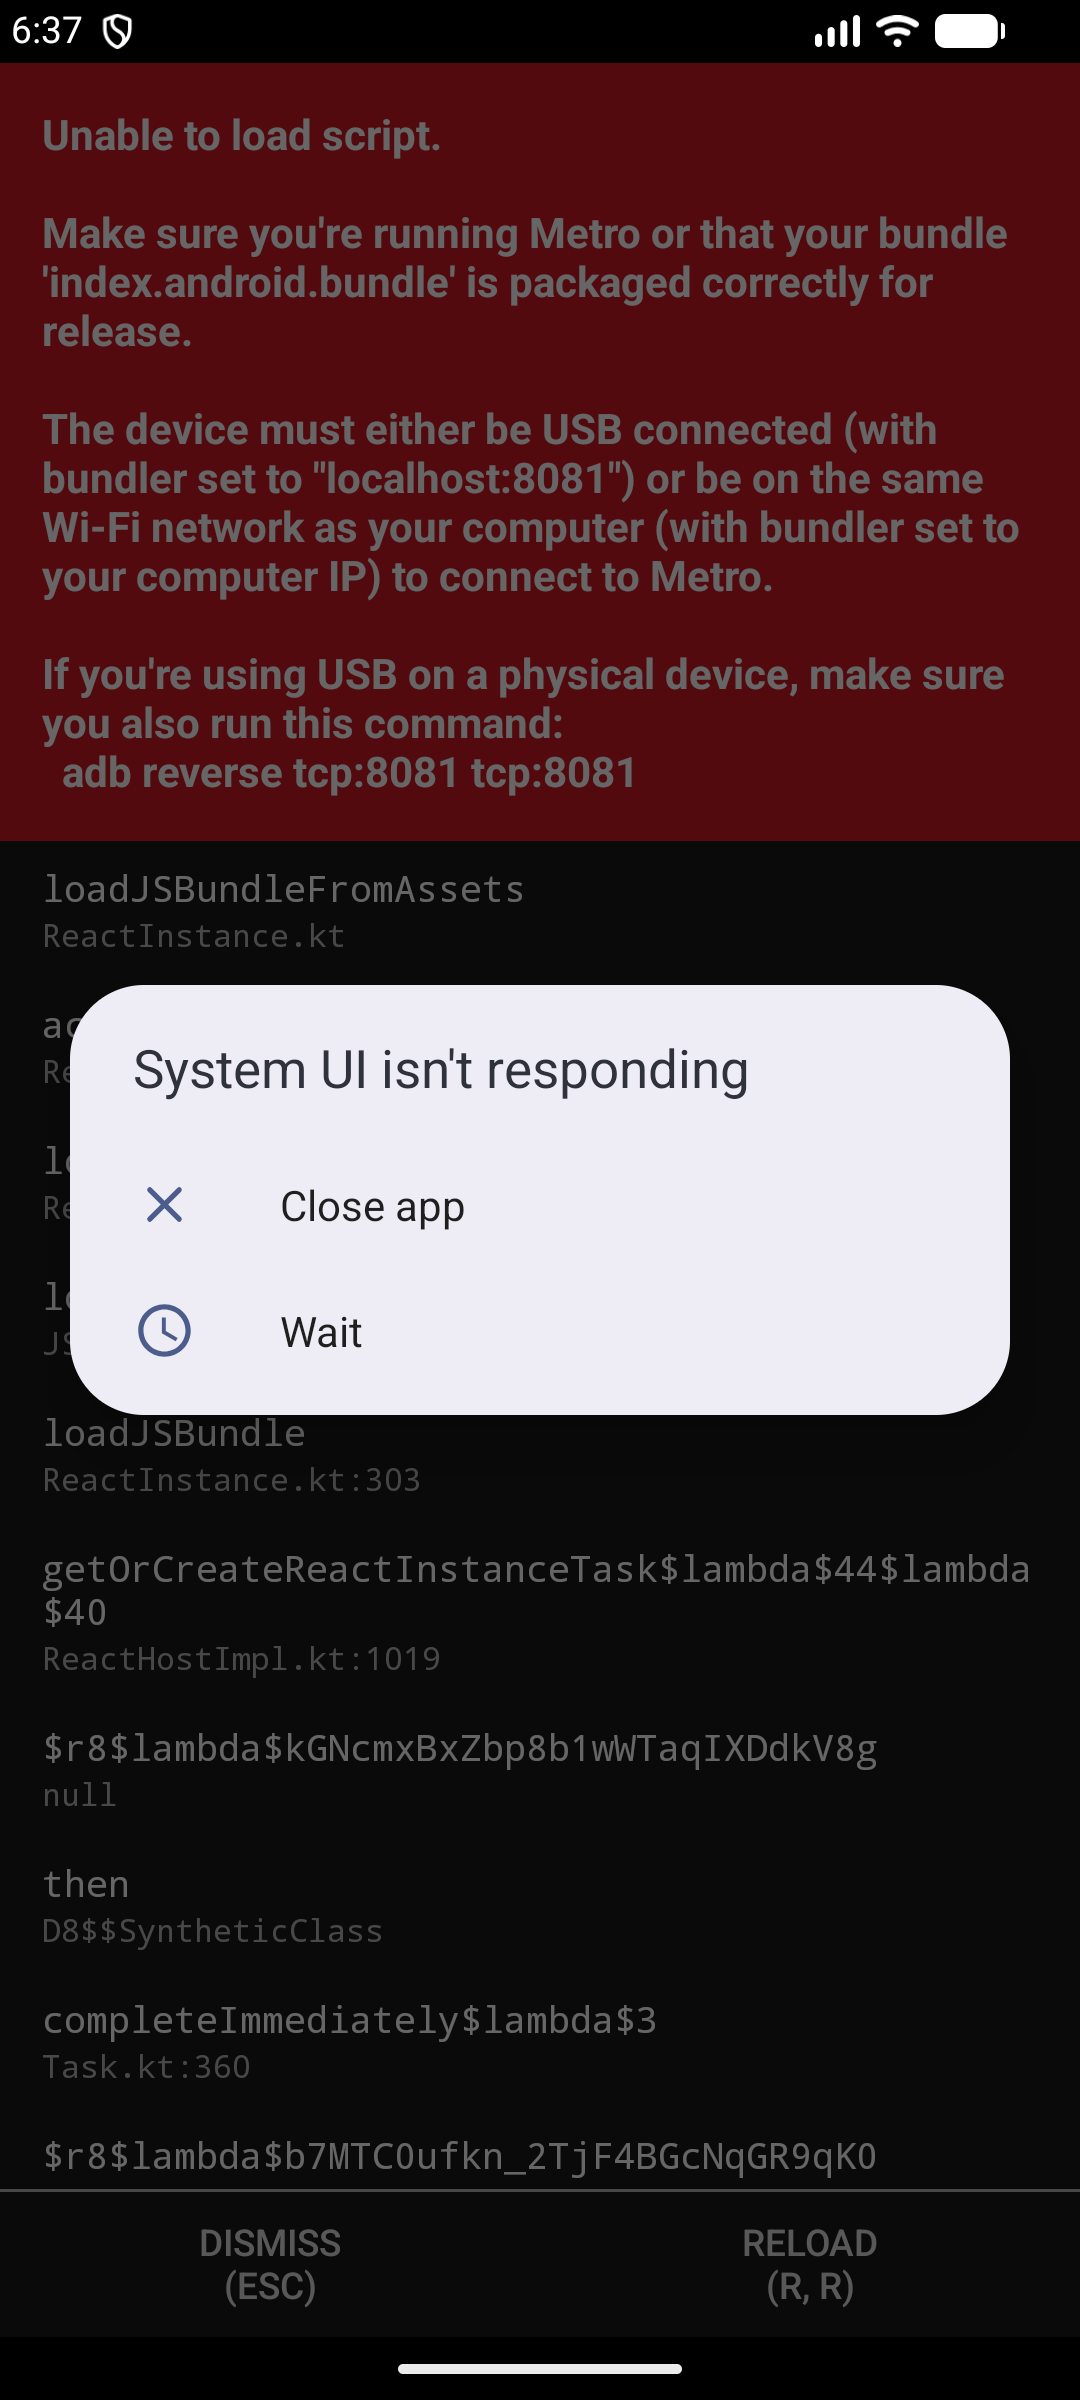 6:37
Unable to load script.
Make sure you're running Metro or that your bundle
'index.android.bundle' is packaged correctly for
release.
The device must either be USB connected (with
bundler set to "localhost:8081") or be on the same
Wi-Fi network as your computer (with bundler set to
your computer IP) to connect to Metro.
If you're using USB on a physical device, make sure
you also run this command:
adb reverse tcp:8081 tcp:8081
loadJSBundleFromAssets
ReactInstance.kt
System UI isn't responding
Close app
Wait
loadJSBundle
ReactInstance.kt:303
getOrCreateReactInstanceTask$lambda$44$lambda
$40
ReactHostImpl.kt:1019
$r8$lambda$kGNcmxBxZbp8b1wWTaqIXDdkV8g
null
then
D8$$SyntheticClass
completeImmediately$lambda$3
Task.kt:360
$r8$lambda$b7MTC0ufkn_2TjF4BGcNqGR9qK0
DISMISS
(ESC)
RELOAD
(R, R)